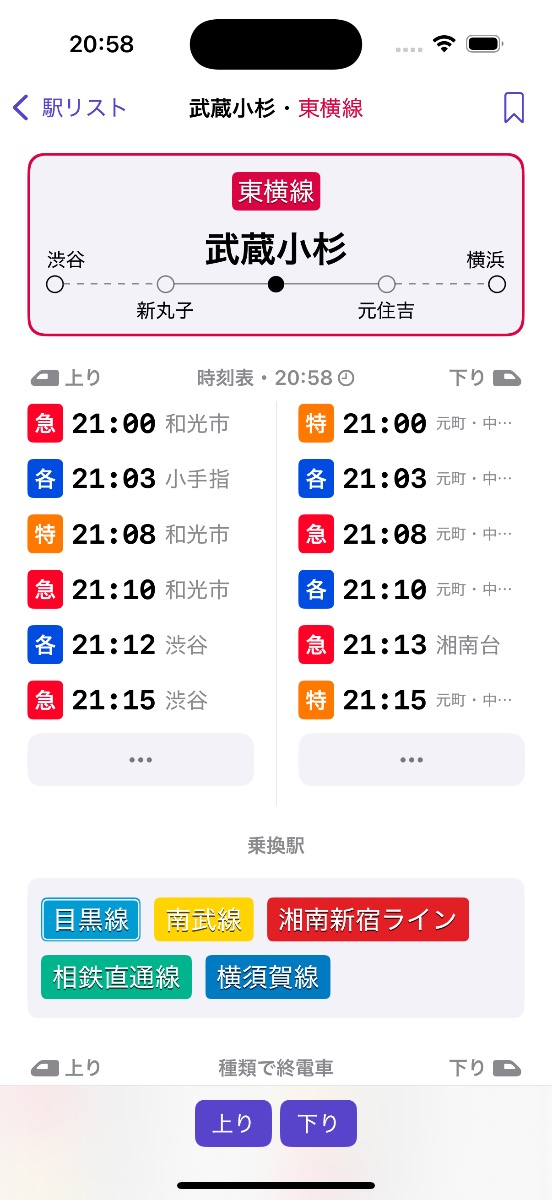 20:58
駅リスト 武蔵小杉・東横線
東横線
武蔵小杉
渋谷 横浜
新丸子 元住吉
上り 時刻表・20:58 下り
急 21:00 和光市 特 21:00 元町・中…
各 21:03 小手指 各 21:03 元町・中…
特 21:08 和光市 急 21:08 元町・中…
急 21:10 和光市 各 21:10 元町・中…
各 21:12 渋谷 急 21:13 湘南台
急 21:15 渋谷 特 21:15 元町・中…
••• •••
乗換駅
目黒線 南武線 湘南新宿ライン
相鉄直通線 横須賀線
上り 種類で終電車 下り
上り 下り